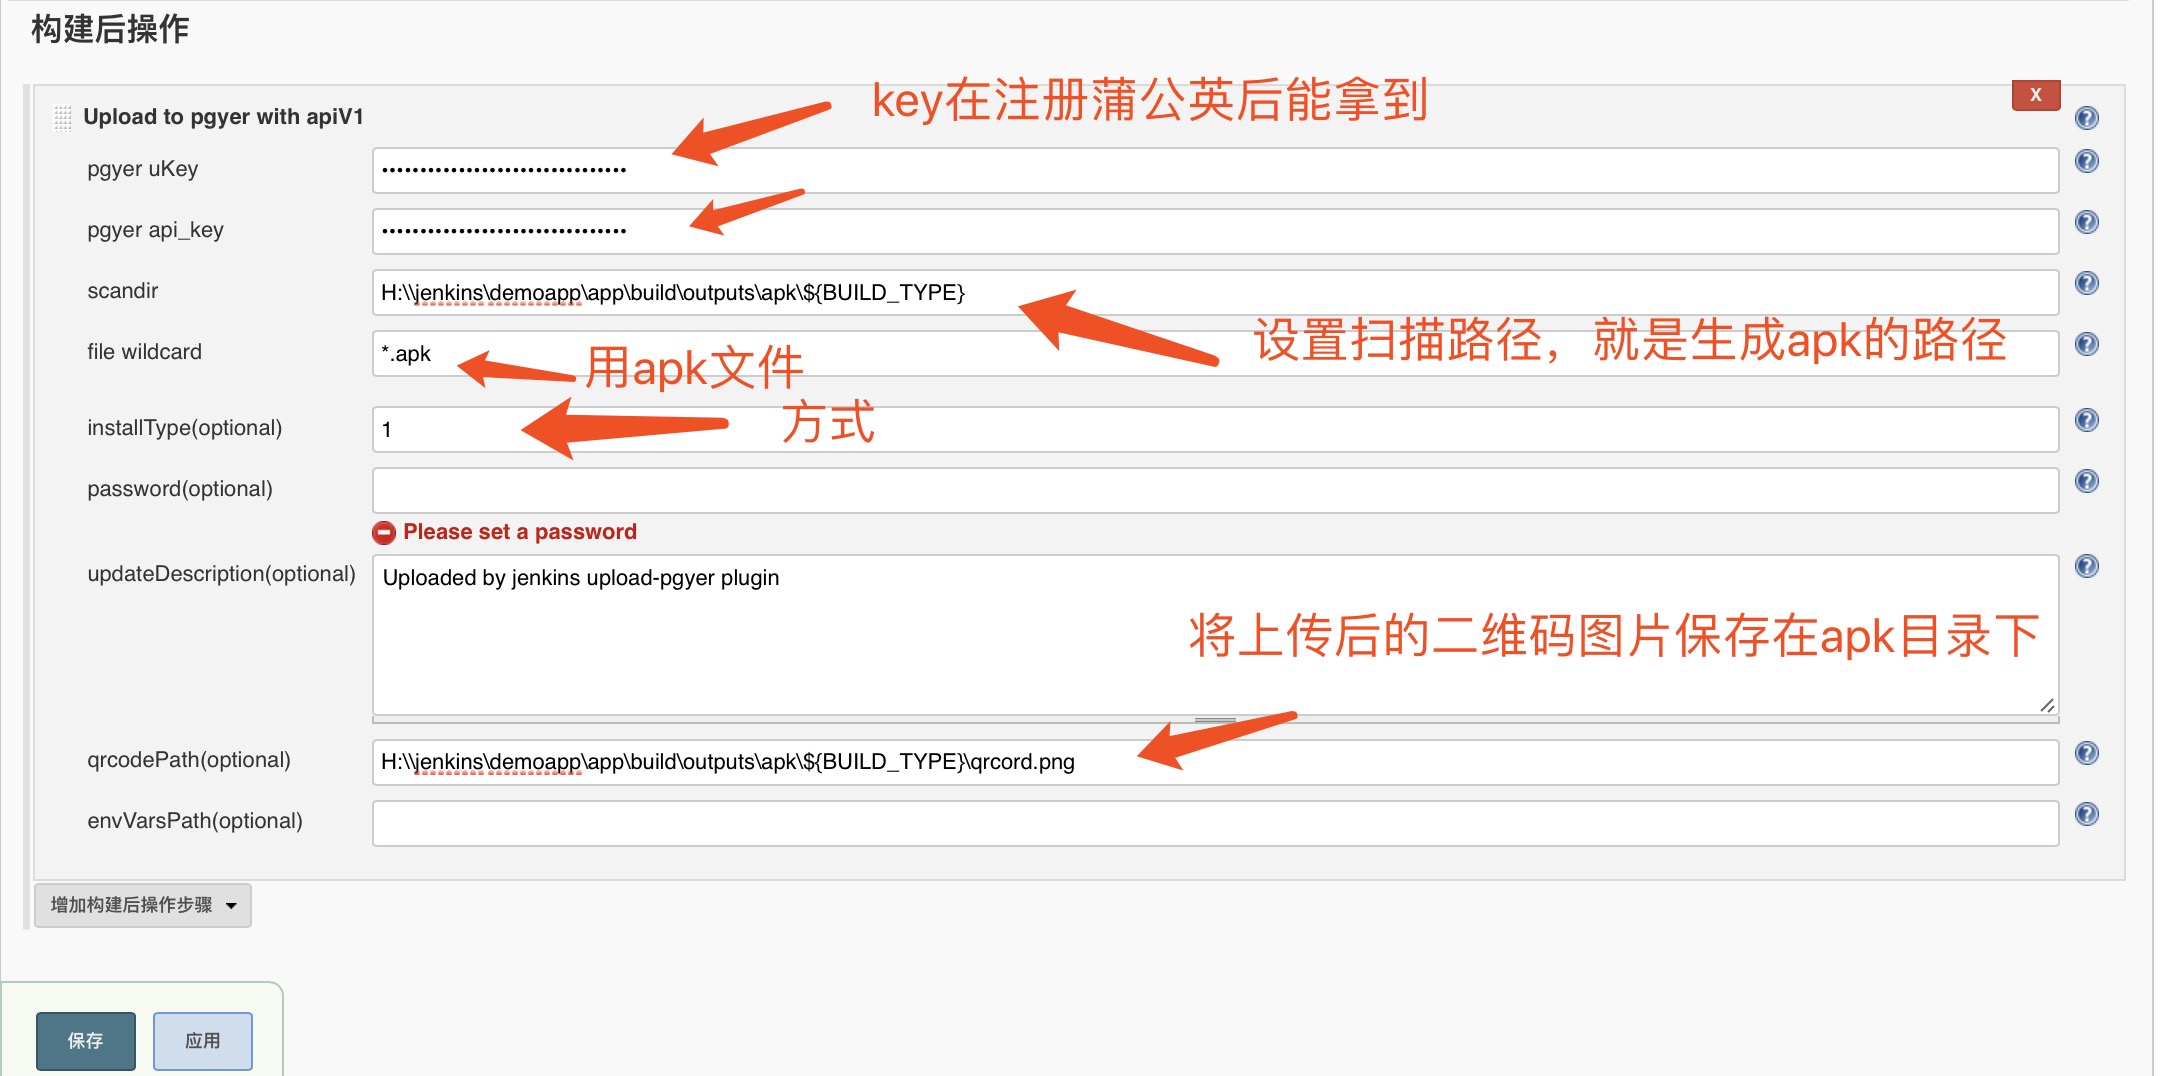 构建后操作
key在注册蒲公英后能拿到
X
Upload to pgyer with apiV1
pgyer uKey
•••••••••••••••••••••••••••••••
pgyer api_key
•••••••••••••••••••••••••••••••
scandir
H:\\jenkins\demoapp\app\build\outputs\apk\${BUILD_TYPE}
设置扫描路径，就是生成apk的路径
file wildcard
*.apk
用apk文件
installType(optional)
1
方式
password(optional)
Please set a password
updateDescription(optional)
Uploaded by jenkins upload-pgyer plugin
将上传后的二维码图片保存在apk目录下
qrcodePath(optional)
H:\\jenkins\demoapp\app\build\outputs\apk\${BUILD_TYPE}\qrcord.png
envVarsPath(optional)
增加构建后操作步骤
保存
应用